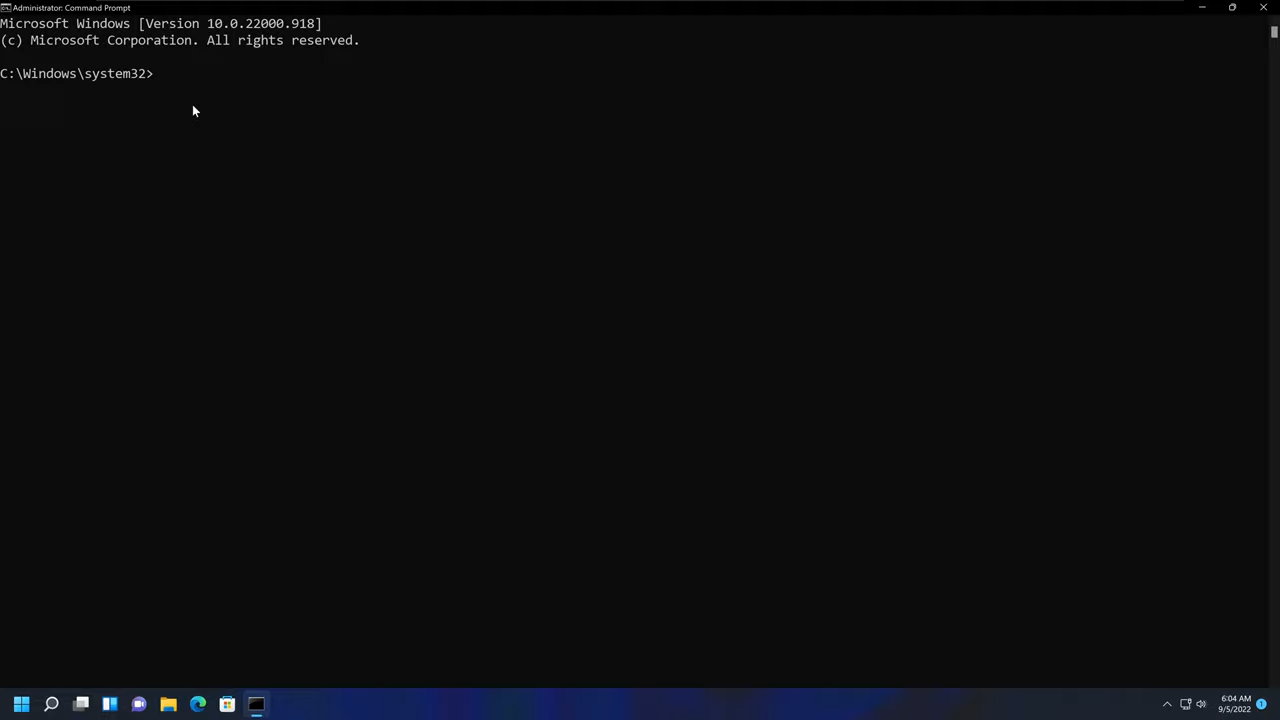 Administrator: Command Prompt
Microsoft Windows [Version 10.0.22000.918]
(c) Microsoft Corporation. All rights reserved.
C:\Windows\system32>
6:04 AM
9/5/2022
1